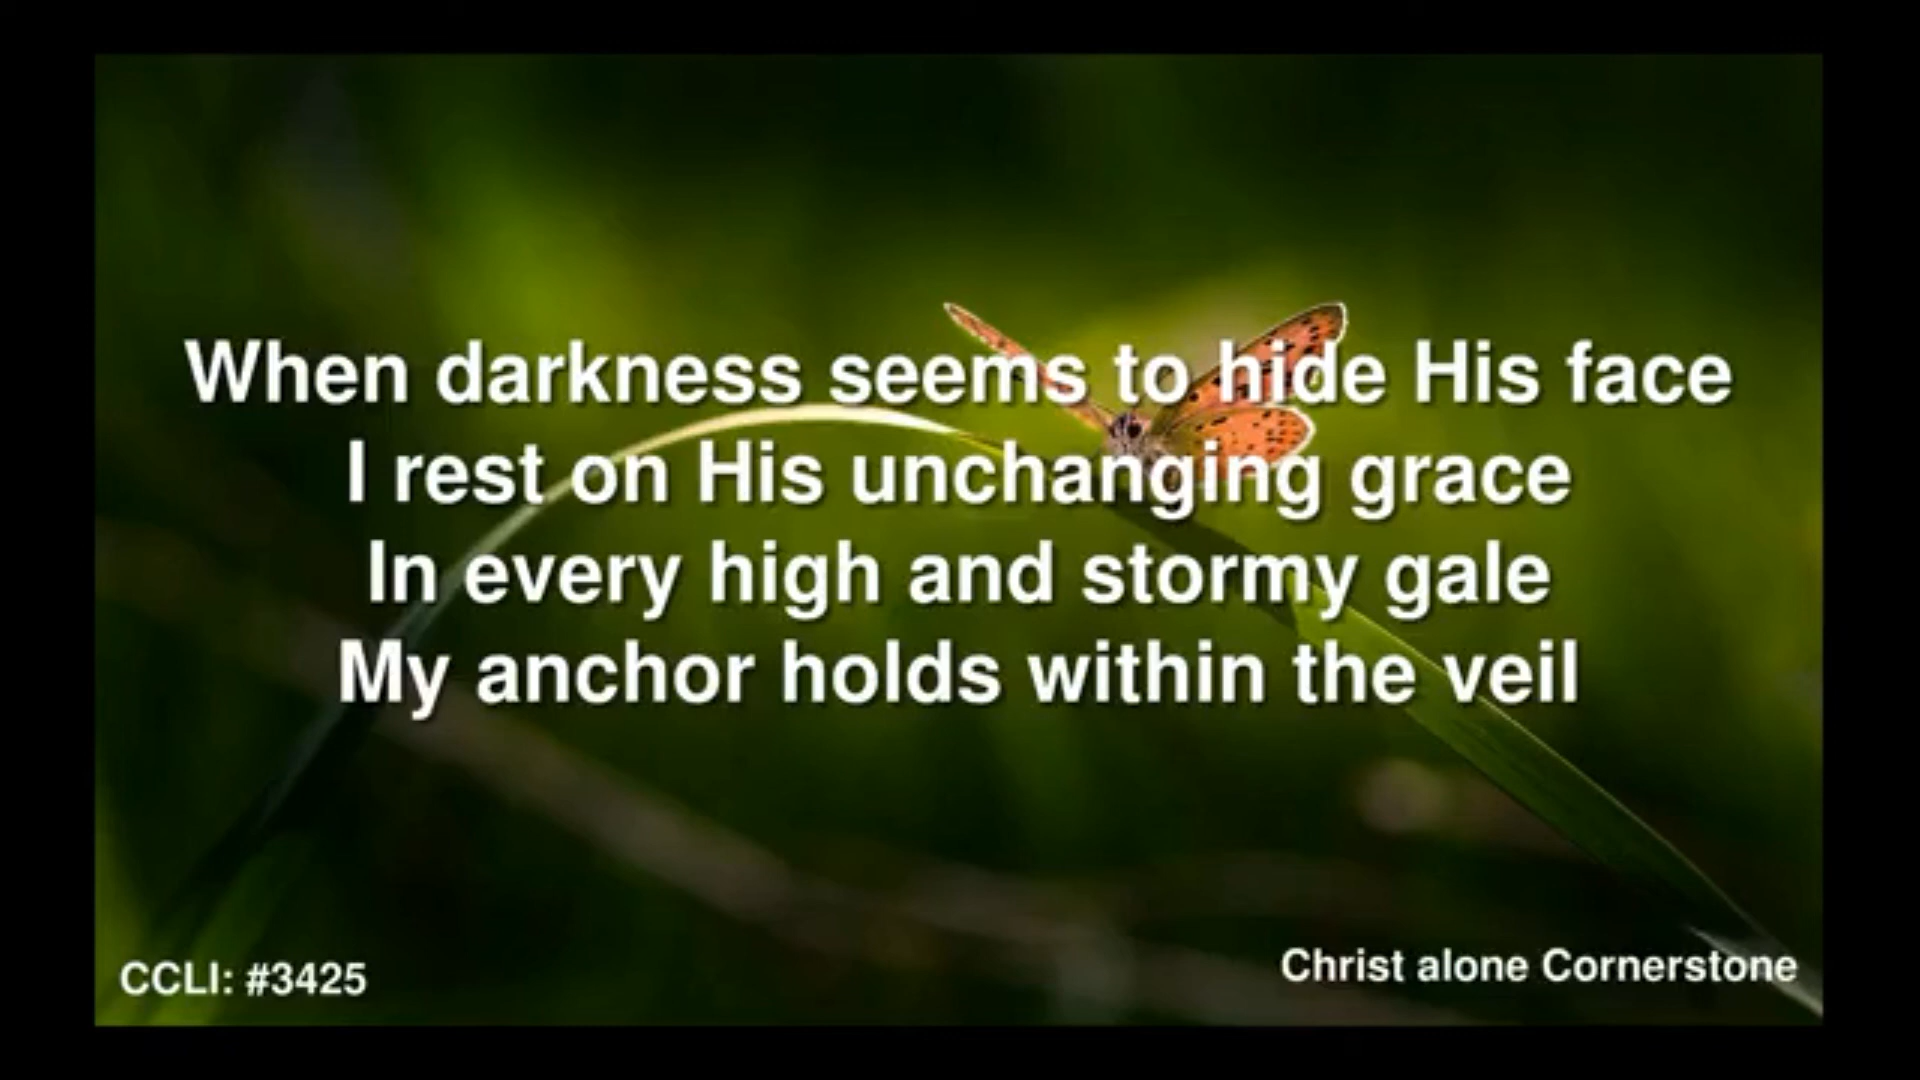 When darkness seems to hide His face
I rest on His unchanging grace
In every high and stormy gale
My anchor holds within the veil
CCLI: #3425
Christ alone Cornerstone